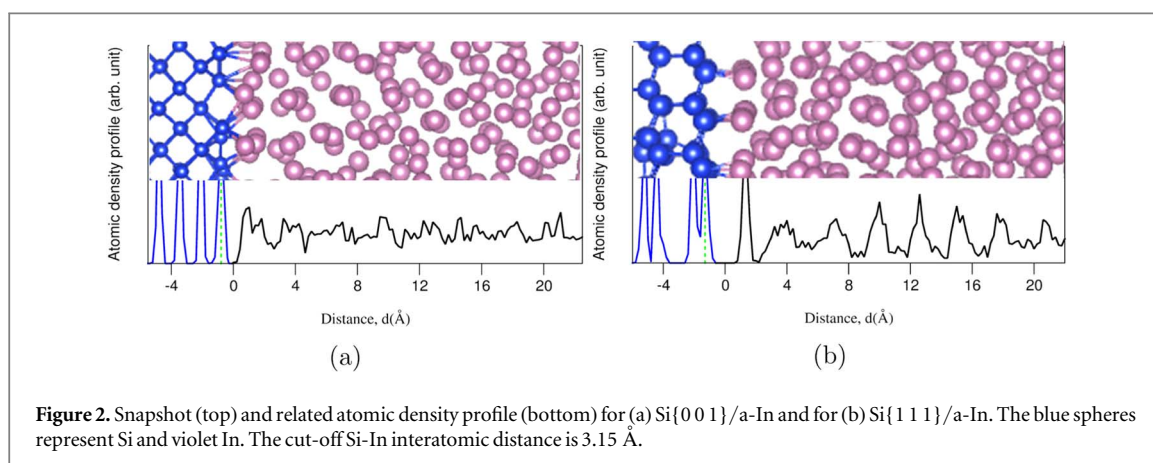 Atomic density profile (arb. unit)
-4 0 4 8 12 16 20
Distance, d(Å)
(a)
Atomic density profile (arb. unit)
-4 0 4 8 12 16 20
Distance, d(Å)
(b)
Figure 2. Snapshot (top) and related atomic density profile (bottom) for (a) Si{0 0 1}/a-In and for (b) Si{1 1 1}/a-In. The blue spheres
represent Si and violet In. The cut-off Si-In interatomic distance is 3.15 Å.